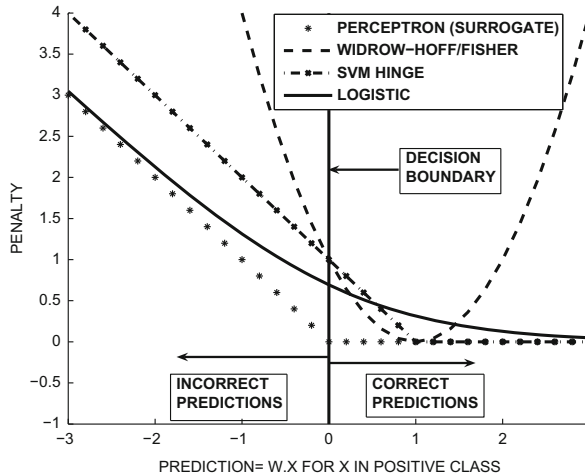 PERCEPTRON (SURROGATE)
WIDROW−HOFF/FISHER
SVM HINGE
LOGISTIC
DECISION
BOUNDARY
INCORRECT
PREDICTIONS
CORRECT
PREDICTIONS
PENALTY
4
3.5
3
2.5
2
1.5
1
0.5
0
−0.5
−1
−3
−2
−1
0
1
2
3
PREDICTION= W.X FOR X IN POSITIVE CLASS